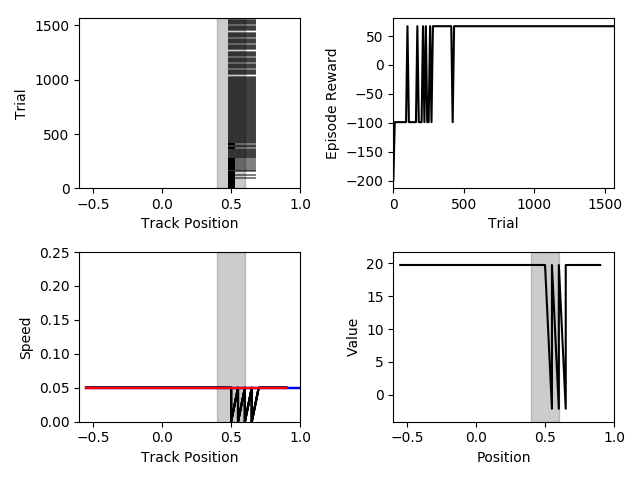 1500
1000
500
0
Trial
−0.5 0.0 0.5 1.0
Track Position
50
0
−50
−100
−150
−200
Episode Reward
0 500 1000 1500
Trial
0.25
0.20
0.15
0.10
0.05
0.00
Speed
−0.5 0.0 0.5 1.0
Track Position
20
15
10
5
0
Value
−0.5 0.0 0.5 1.0
Position